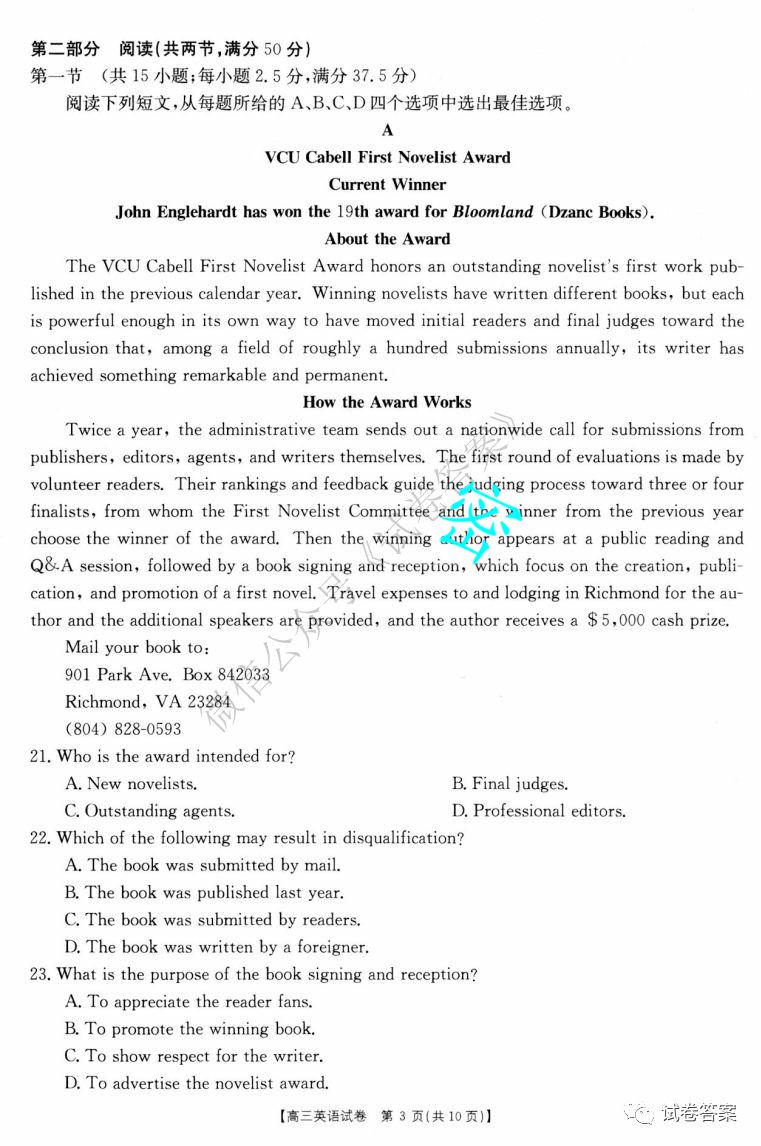 第二部分 阅读(共两节,满分 50 分)
第一节 (共 15 小题;每小题 2.5 分,满分 37.5 分)
阅读下列短文,从每题所给的 A、B、C、D 四个选项中选出最佳选项。
A
VCU Cabell First Novelist Award
Current Winner
John Englehardt has won the 19th award for Bloomland (Dzanc Books).
About the Award
The VCU Cabell First Novelist Award honors an outstanding novelist's first work pub-
lished in the previous calendar year. Winning novelists have written different books, but each
is powerful enough in its own way to have moved initial readers and final judges toward the
conclusion that, among a field of roughly a hundred submissions annually, its writer has
achieved something remarkable and permanent.
How the Award Works
Twice a year, the administrative team sends out a nationwide call for submissions from
publishers, editors, agents, and writers themselves. The first round of evaluations is made by
volunteer readers. Their rankings and feedback guide the judging process toward three or four
finalists, from whom the First Novelist Committee and the winner from the previous year
choose the winner of the award. Then the winning author appears at a public reading and
Q&A session, followed by a book signing and reception, which focus on the creation, publi-
cation, and promotion of a first novel. Travel expenses to and lodging in Richmond for the au-
thor and the additional speakers are provided, and the author receives a $5,000 cash prize.
Mail your book to:
901 Park Ave. Box 842033
Richmond, VA 23284
(804) 828-0593
21. Who is the award intended for?
A. New novelists. B. Final judges.
C. Outstanding agents. D. Professional editors.
22. Which of the following may result in disqualification?
A. The book was submitted by mail.
B. The book was published last year.
C. The book was submitted by readers.
D. The book was written by a foreigner.
23. What is the purpose of the book signing and reception?
A. To appreciate the reader fans.
B. To promote the winning book.
C. To show respect for the writer.
D. To advertise the novelist award.
【高三英语试卷 第 3 页(共 10 页)】
微信公众号《试卷答案》
密
试卷答案